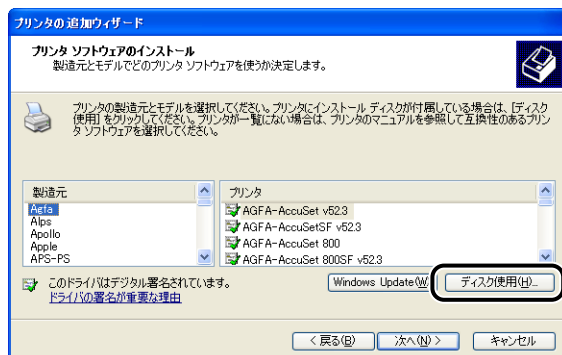 プリンタの追加ウィザード
プリンタ ソフトウェアのインストール
製造元とモデルでどのプリンタ ソフトウェアを使うか決定します。
プリンタの製造元とモデルを選択してください。プリンタにインストール ディスクが付属している場合は、[ディスク
使用] をクリックしてください。プリンタが一覧にない場合は、プリンタのマニュアルを参照して互換性のあるプリン
タ ソフトウェアを選択してください。
製造元
Agfa
Alps
Apollo
Apple
APS-PS
プリンタ
AGFA-AccuSet v52.3
AGFA-AccuSetSF v52.3
AGFA-AccuSet 800
AGFA-AccuSet 800SF v52.3
このドライバはデジタル署名されています。
ドライバの署名が重要な理由
Windows Update(W)
ディスク使用(H)...
< 戻る(B)
次へ(N) >
キャンセル